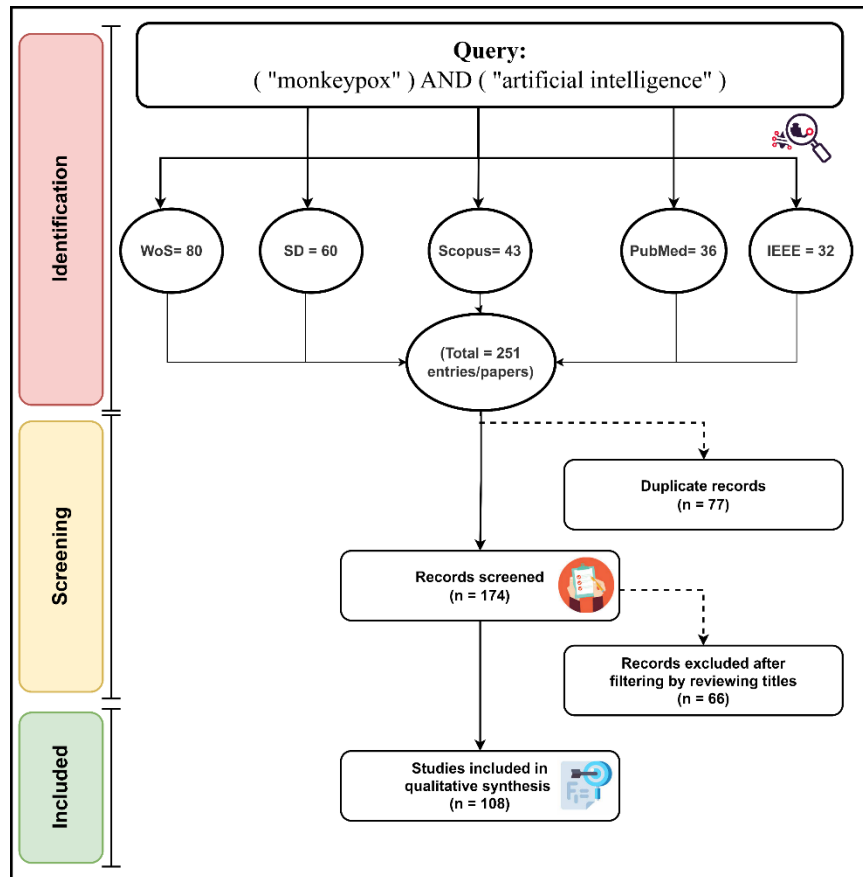 Query:
( "monkeypox" ) AND ( "artificial intelligence" )
Identification
WoS= 80
SD = 60
Scopus= 43
PubMed= 36
IEEE = 32
(Total = 251
entries/papers)
Screening
Duplicate records
(n = 77)
Records screened
(n = 174)
Records excluded after
filtering by reviewing titles
(n = 66)
Included
Studies included in
qualitative synthesis
(n = 108)